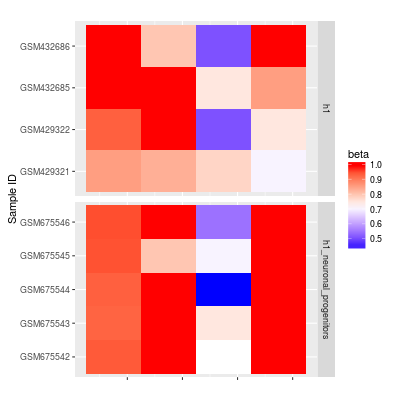 GSM432686
GSM432685
GSM429322
GSM429321
h1
GSM675546
GSM675545
GSM675544
GSM675543
GSM675542
h1_neuronal_progenitors
Sample ID
beta
1.0
0.9
0.8
0.7
0.6
0.5